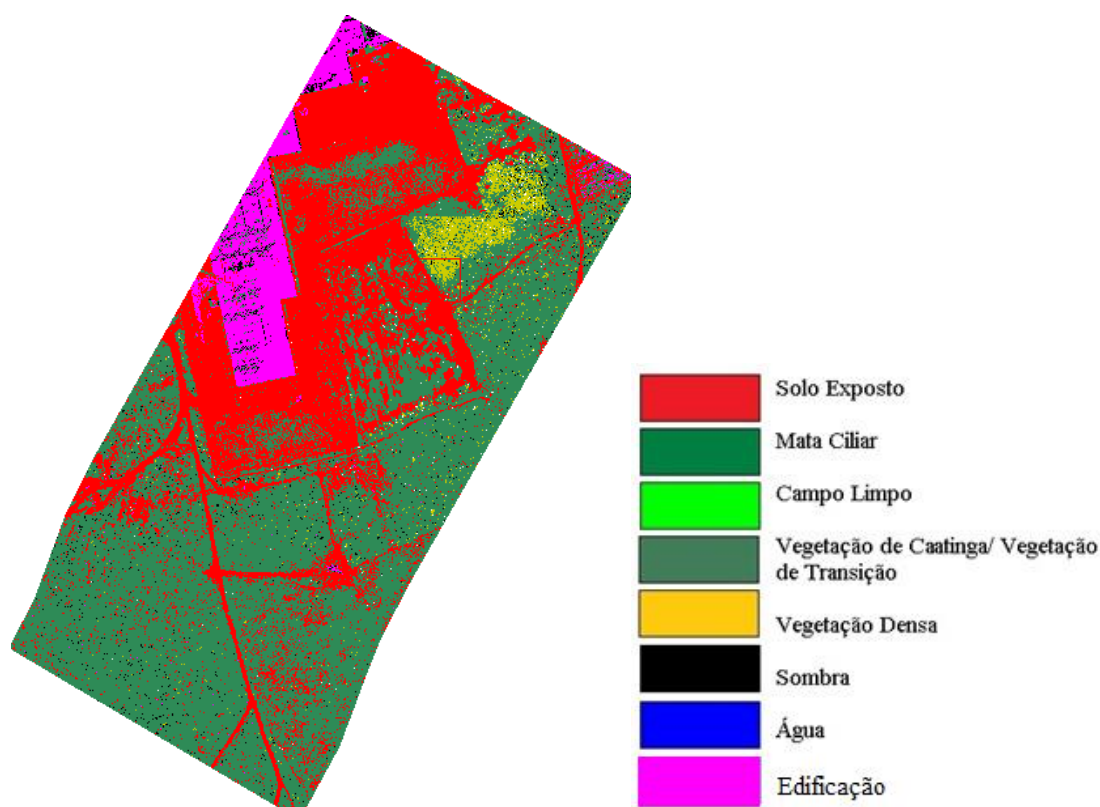 Solo Exposto
Mata Ciliar
Campo Limpo
Vegetação de Caatinga/ Vegetação
de Transição
Vegetação Densa
Sombra
Água
Edificação